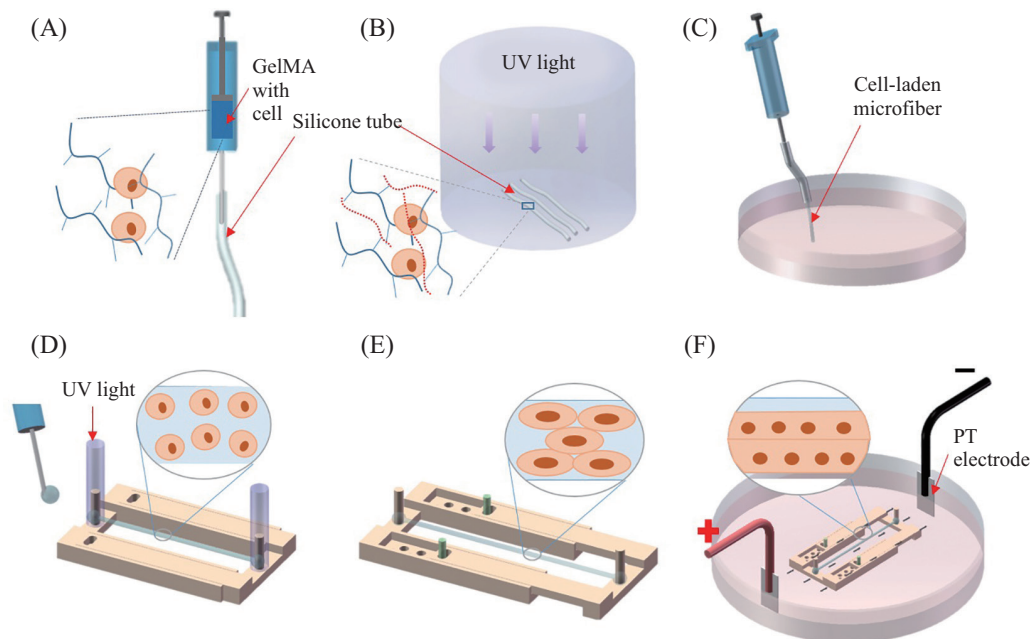 (A)
GelMA
with
cell
Silicone tube
(B)
UV light
(C)
Cell-laden
microfiber
(D)
UV light
(E)
(F)
−
PT
electrode
+